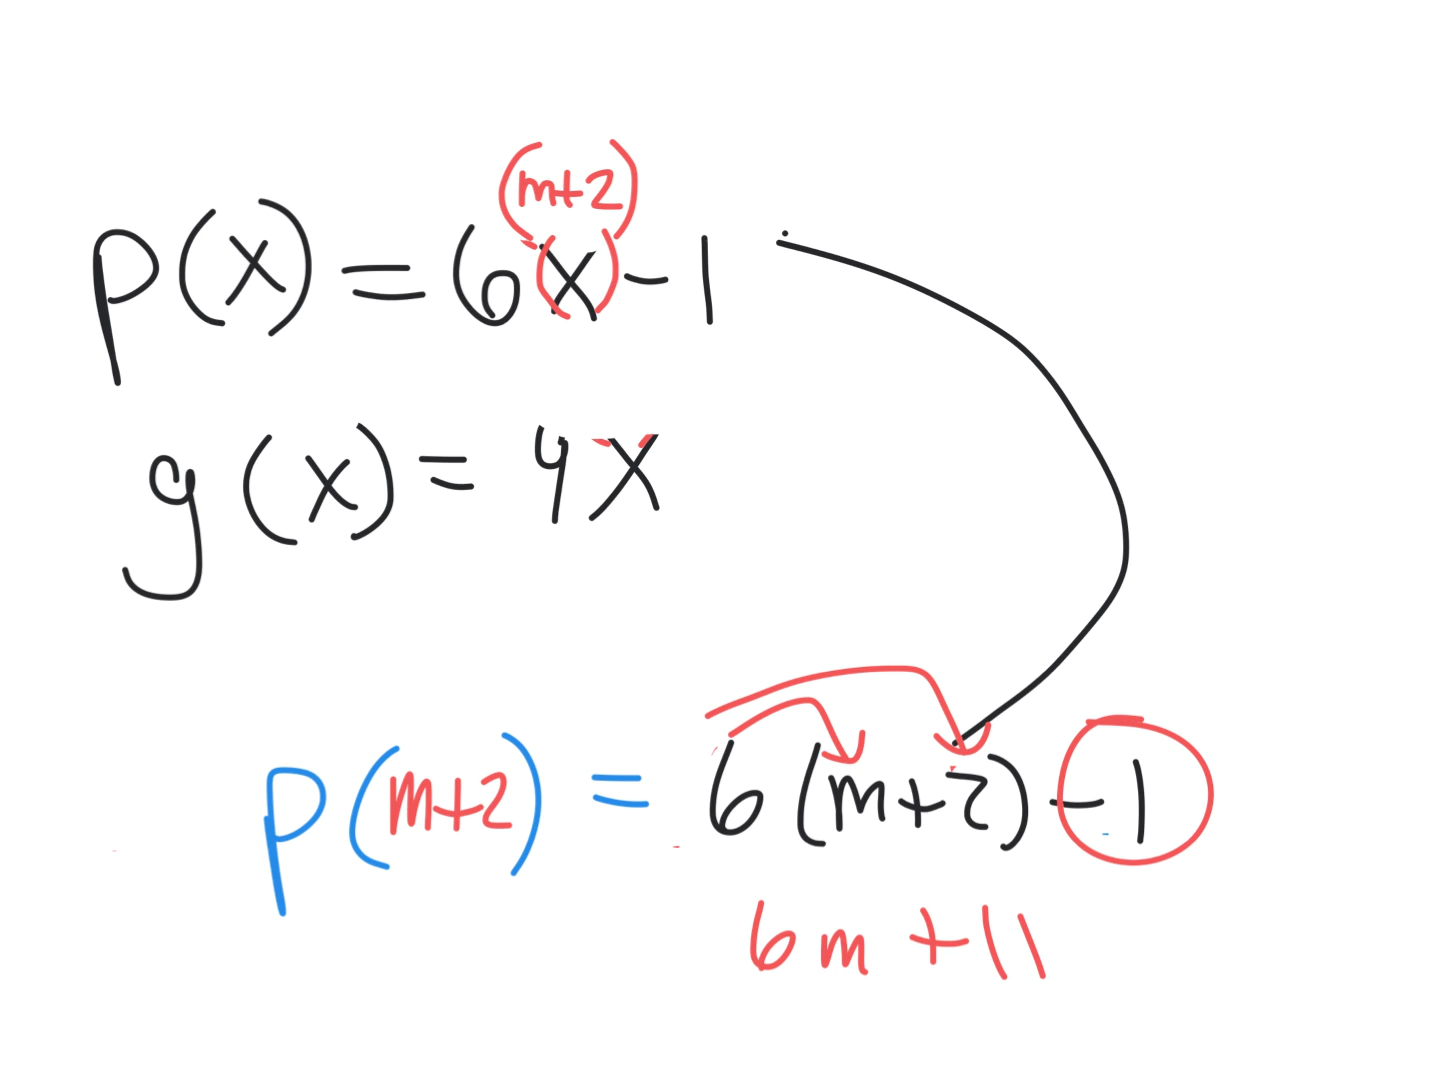 (m+2)
p(x) = 6(x) - 1
g(x) = 4x
p(m+2) = 6(m+2) - 1
6m + 11